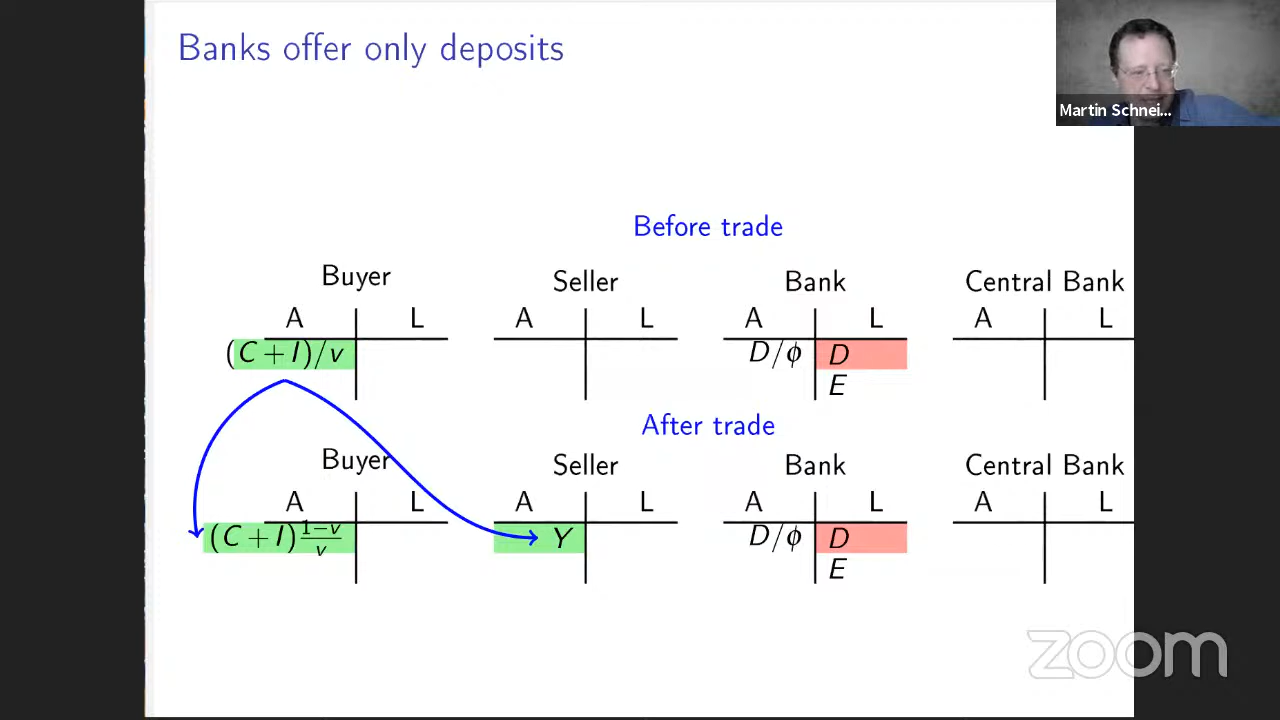 Banks offer only deposits
Martin Schnei...
Before trade
Buyer Seller Bank Central Bank
A L A L A L A L
(C + I)/v D/ϕ D
E
After trade
Buyer Seller Bank Central Bank
A L A L A L A L
(C + I) 1−v/v Y D/ϕ D
E
zoom